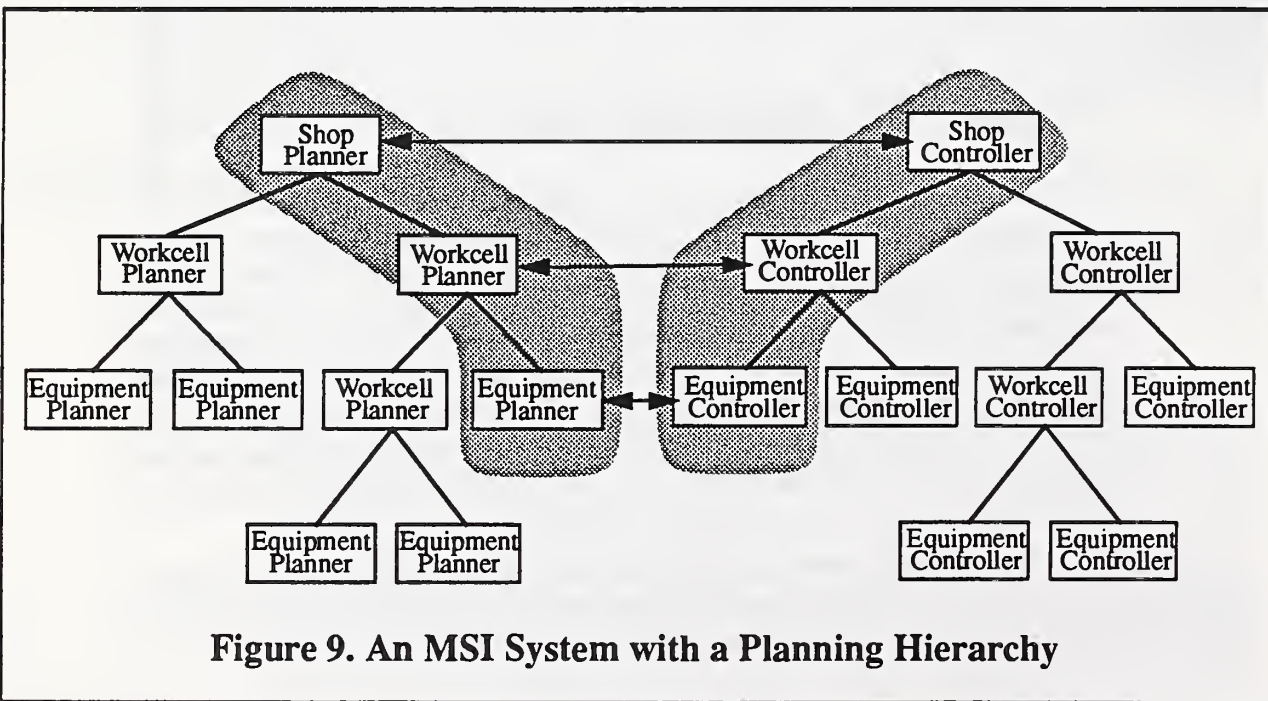 Shop
Planner
Shop
Controller
Workcell
Planner
Workcell
Planner
Workcell
Controller
Workcell
Controller
Equipment
Planner
Equipment
Planner
Workcell
Planner
Equipment
Planner
Equipment
Controller
Equipment
Controller
Workcell
Controller
Equipment
Controller
Equipment
Planner
Equipment
Planner
Equipment
Controller
Equipment
Controller
Figure 9. An MSI System with a Planning Hierarchy